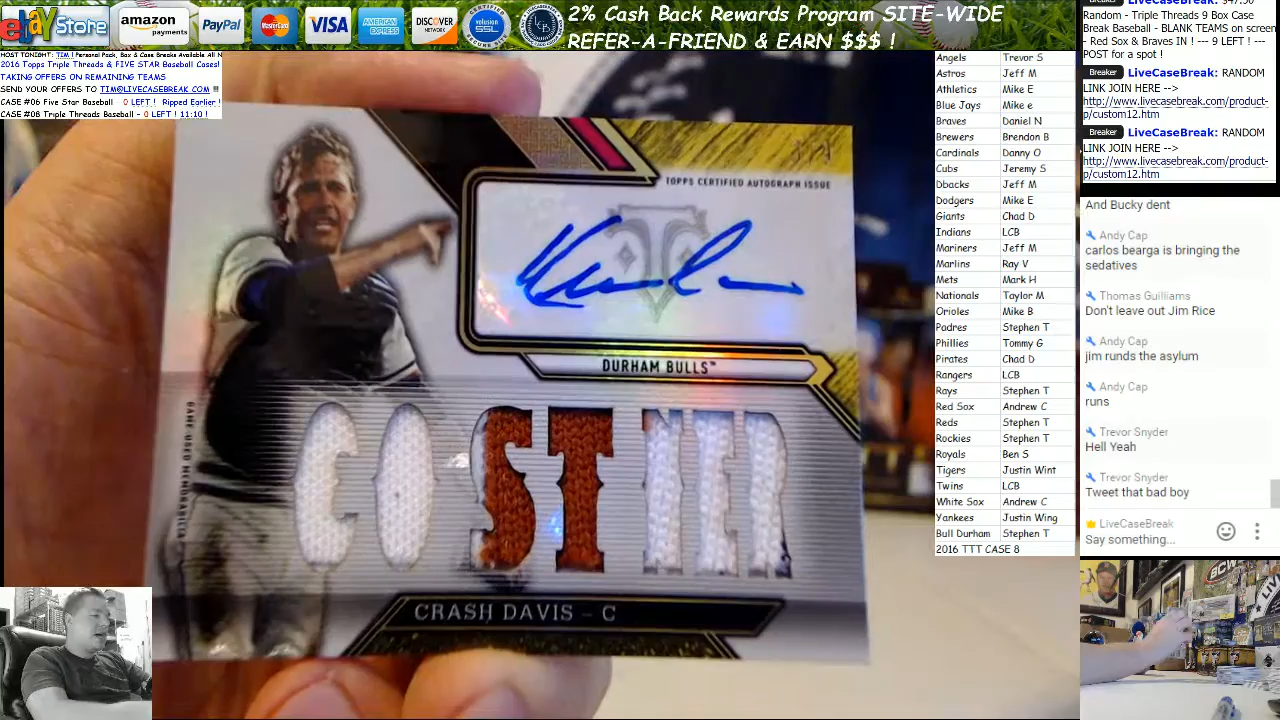 ebay Store
amazon payments
PayPal
MasterCard
VISA
AMERICAN EXPRESS
DISCOVER NETWORK
volusion SSL
LCB
2% Cash Back Rewards Program SITE-WIDE
REFER-A-FRIEND & EARN $$$ !
2016 Topps Triple Threads & FIVE STAR Baseball Cases!
TAKING OFFERS ON REMAINING TEAMS
SEND YOUR OFFERS TO TIM@LIVECASEBREAK.COM !!!
CASE #06 Five Star Baseball - 0 LEFT ! Ripped Earlier !
CASE #08 Triple Threads Baseball - 0 LEFT ! 11:10 !
TOPPS CERTIFIED AUTOGRAPH ISSUE
DURHAM BULLS™
GAME USED MEMORABILIA
COSTNER
CRASH DAVIS - C
Angels Trevor S
Astros Jeff M
Athletics Mike E
Blue Jays Mike e
Braves Daniel N
Brewers Brendon B
Cardinals Danny O
Cubs Jeremy S
Dbacks Jeff M
Dodgers Mike E
Giants Chad D
Indians LCB
Mariners Jeff M
Marlins Ray V
Mets Mark H
Nationals Taylor M
Orioles Mike B
Padres Stephen T
Phillies Tommy G
Pirates Chad D
Rangers LCB
Rays Stephen T
Red Sox Andrew C
Reds Stephen T
Rockies Stephen T
Royals Ben S
Tigers Justin Wint
Twins LCB
White Sox Andrew C
Yankees Justin Wing
Bull Durham Stephen T
2016 TTT CASE 8
Random - Triple Threads 9 Box Case
Break Baseball - BLANK TEAMS on screen
- Red Sox & Braves IN ! --- 9 LEFT ! ---
POST for a spot !
Breaker LiveCaseBreak: RANDOM
LINK JOIN HERE -->
http://www.livecasebreak.com/product-
p/custom12.htm
Breaker LiveCaseBreak: RANDOM
LINK JOIN HERE -->
http://www.livecasebreak.com/product-
p/custom12.htm
And Bucky dent
Andy Cap
carlos bearga is bringing the
sedatives
Thomas Guilliams
Don't leave out Jim Rice
Andy Cap
jim runds the asylum
Andy Cap
runs
Trevor Snyder
Hell Yeah
Trevor Snyder
Tweet that bad boy
LiveCaseBreak
Say something...